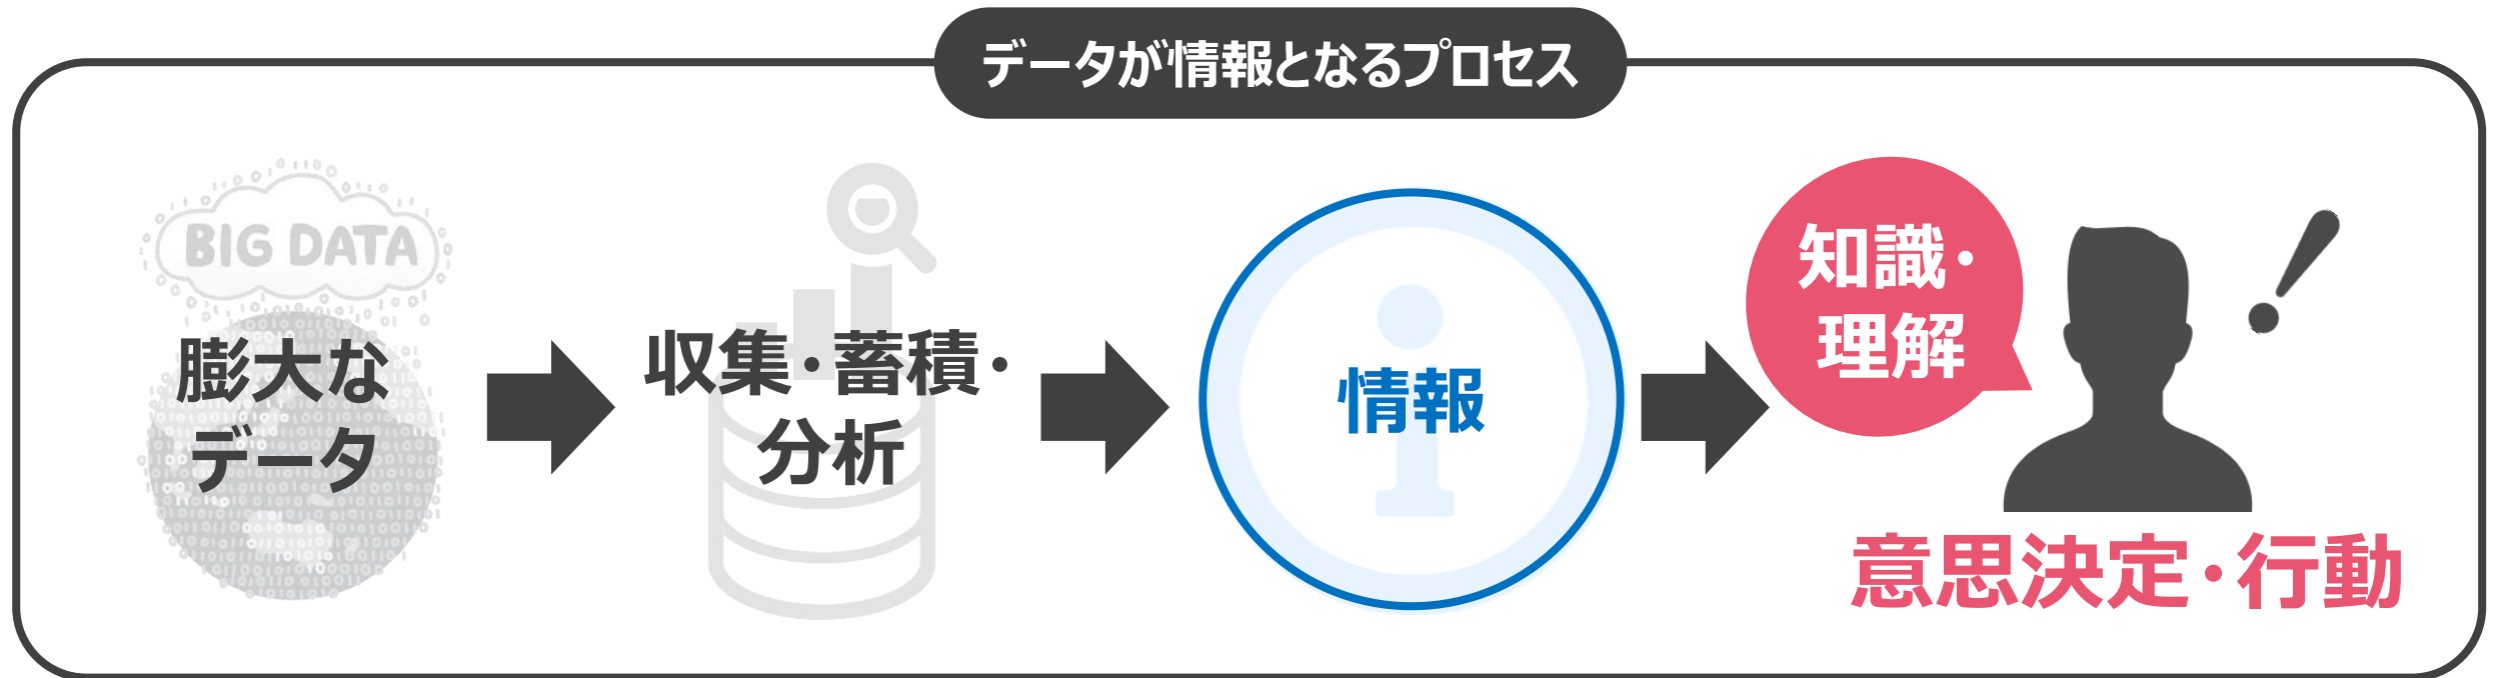 データが情報となるプロセス
BIG DATA
膨大な
データ
収集・蓄積・
分析
情報
知識・
理解
意思決定・行動